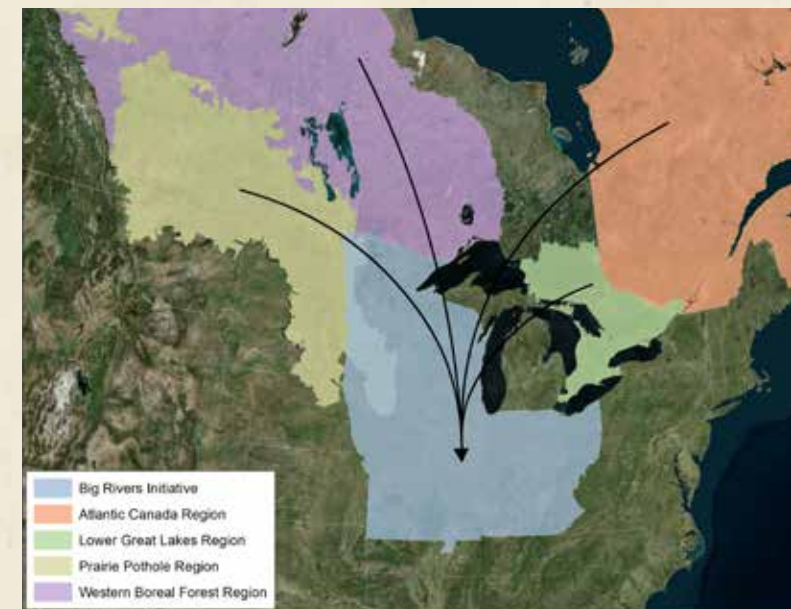 Big Rivers Initiative
Atlantic Canada Region
Lower Great Lakes Region
Prairie Pothole Region
Western Boreal Forest Region